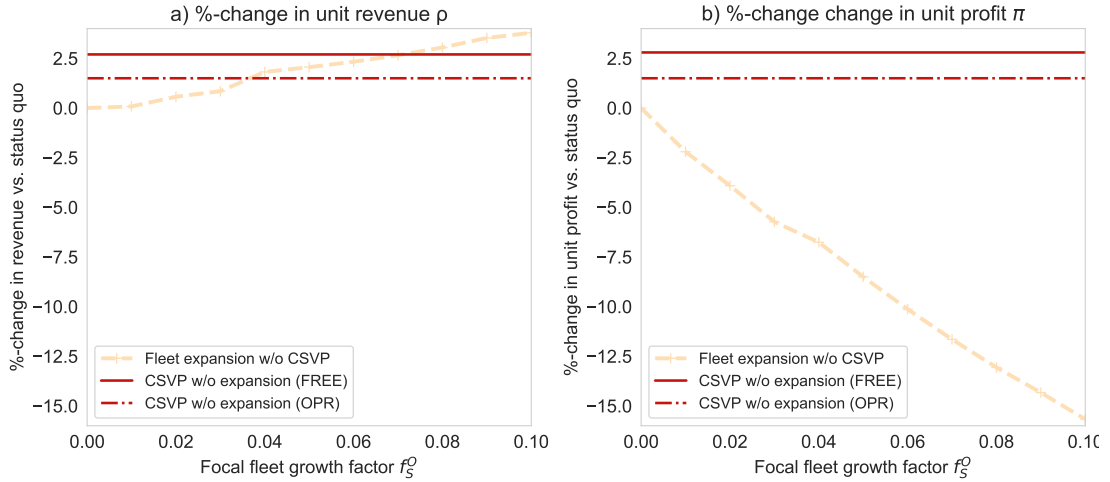 a) %-change in unit revenue ρ
%-change in revenue vs. status quo
2.5
0.0
−2.5
−5.0
−7.5
−10.0
−12.5
−15.0
Fleet expansion w/o CSVP
CSVP w/o expansion (FREE)
CSVP w/o expansion (OPR)
0.00 0.02 0.04 0.06 0.08 0.10
Focal fleet growth factor f_S^O
b) %-change change in unit profit π
%-change in unit profit vs. status quo
2.5
0.0
−2.5
−5.0
−7.5
−10.0
−12.5
−15.0
Fleet expansion w/o CSVP
CSVP w/o expansion (FREE)
CSVP w/o expansion (OPR)
0.00 0.02 0.04 0.06 0.08 0.10
Focal fleet growth factor f_S^O